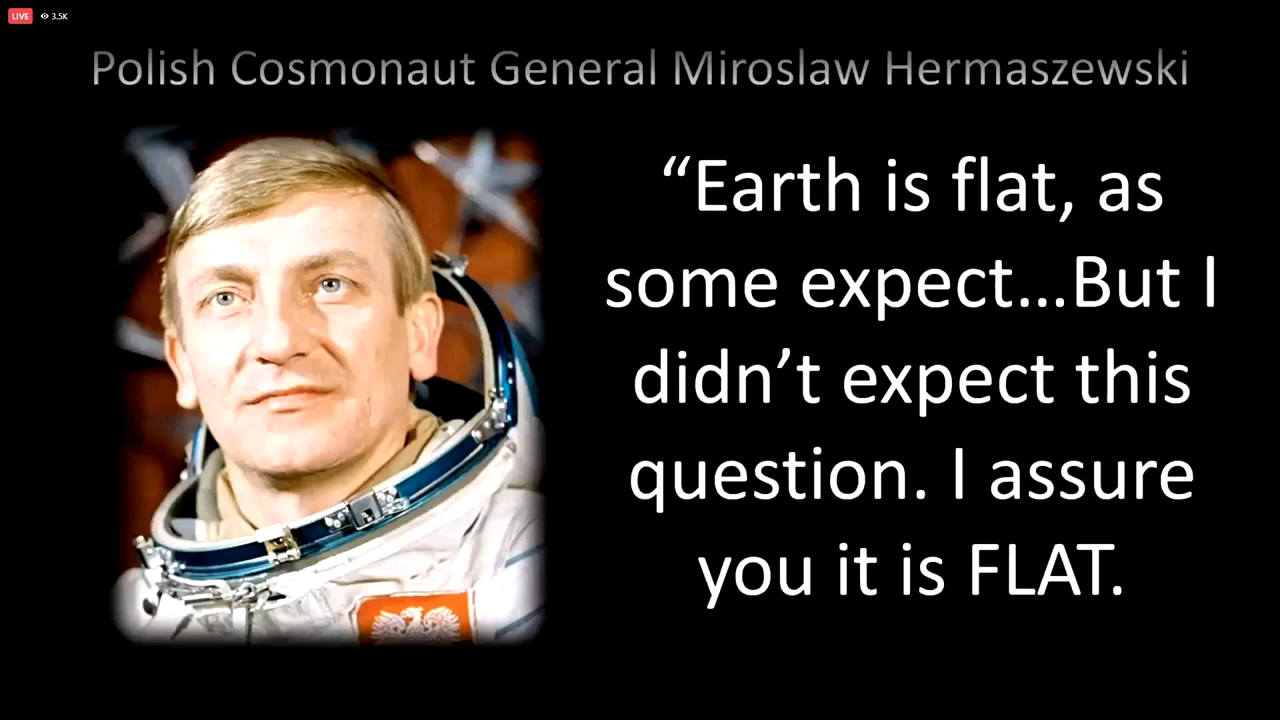 LIVE 3.5K
Polish Cosmonaut General Miroslaw Hermaszewski
“Earth is flat, as
some expect...But I
didn’t expect this
question. I assure
you it is FLAT.